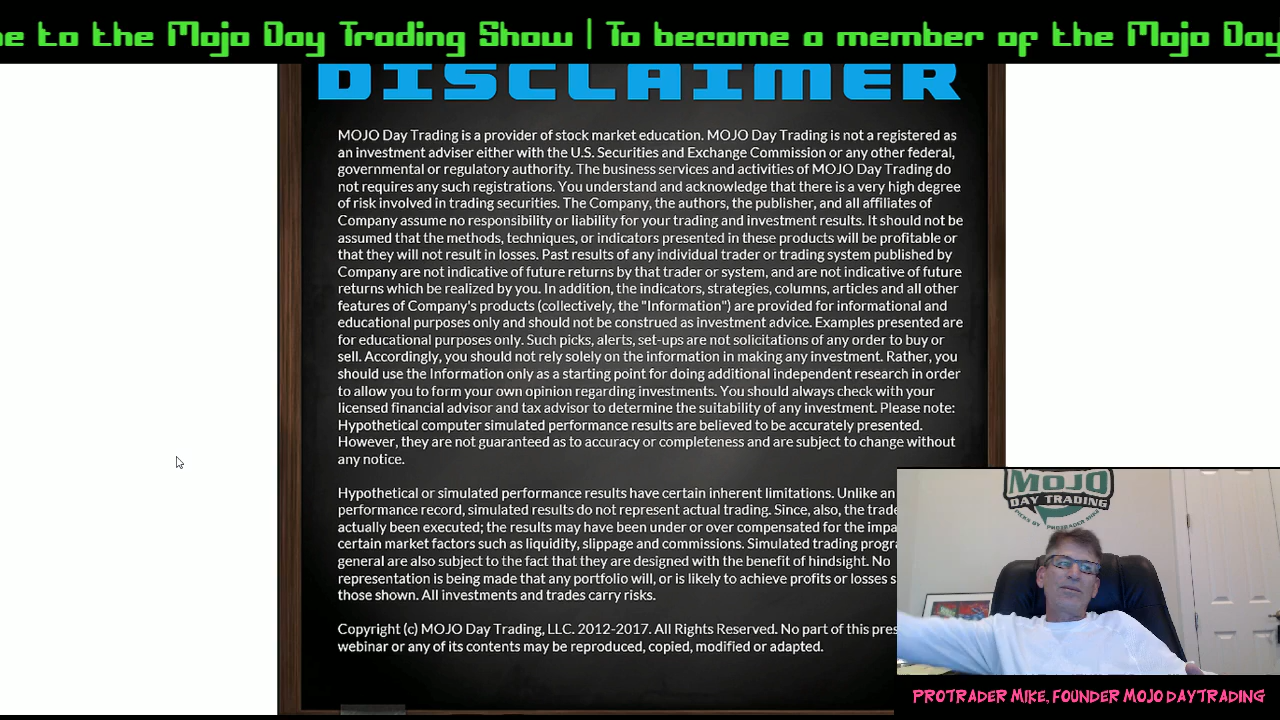 e to the Mojo Day Trading Show | To become a member of the Mojo Day
DISCLAIMER
MOJO Day Trading is a provider of stock market education. MOJO Day Trading is not a registered as
an investment adviser either with the U.S. Securities and Exchange Commission or any other federal,
governmental or regulatory authority. The business services and activities of MOJO Day Trading do
not requires any such registrations. You understand and acknowledge that there is a very high degree
of risk involved in trading securities. The Company, the authors, the publisher, and all affiliates of
Company assume no responsibility or liability for your trading and investment results. It should not be
assumed that the methods, techniques, or indicators presented in these products will be profitable or
that they will not result in losses. Past results of any individual trader or trading system published by
Company are not indicative of future returns by that trader or system, and are not indicative of future
returns which be realized by you. In addition, the indicators, strategies, columns, articles and all other
features of Company's products (collectively, the "Information") are provided for informational and
educational purposes only and should not be construed as investment advice. Examples presented are
for educational purposes only. Such picks, alerts, set-ups are not solicitations of any order to buy or
sell. Accordingly, you should not rely solely on the information in making any investment. Rather, you
should use the Information only as a starting point for doing additional independent research in order
to allow you to form your own opinion regarding investments. You should always check with your
licensed financial advisor and tax advisor to determine the suitability of any investment. Please note:
Hypothetical computer simulated performance results are believed to be accurately presented.
However, they are not guaranteed as to accuracy or completeness and are subject to change without
any notice.
Hypothetical or simulated performance results have certain inherent limitations. Unlike an
performance record, simulated results do not represent actual trading. Since, also, the trade
actually been executed; the results may have been under or over compensated for the impa
certain market factors such as liquidity, slippage and commissions. Simulated trading progra
general are also subject to the fact that they are designed with the benefit of hindsight. No
representation is being made that any portfolio will, or is likely to achieve profits or losses s
those shown. All investments and trades carry risks.
Copyright (c) MOJO Day Trading, LLC. 2012-2017. All Rights Reserved. No part of this pres
webinar or any of its contents may be reproduced, copied, modified or adapted.
MOJO
DAY TRADING
PICKS BY PROTRADER MIKE
PROTRADER MIKE, FOUNDER MOJO DAYTRADING